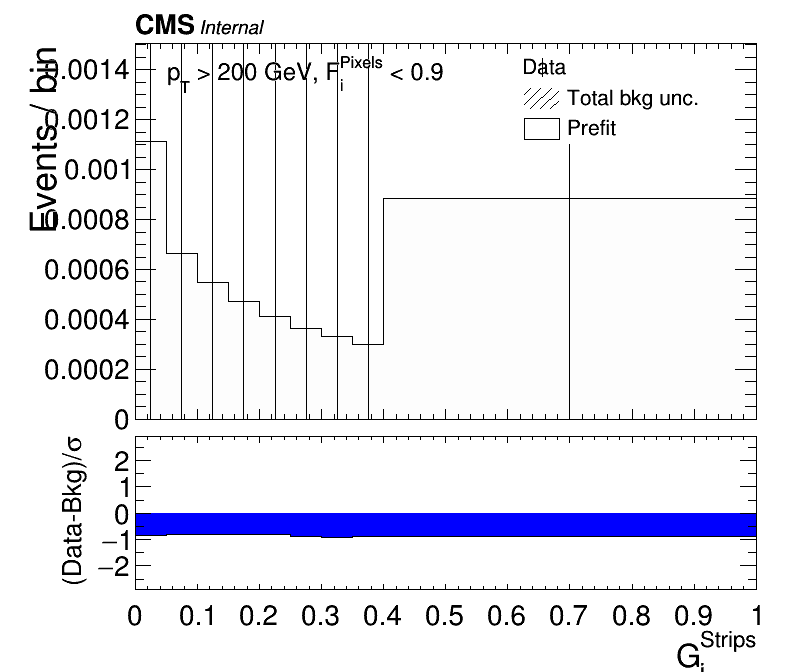 CMS Internal
Events / bin
p_T > 200 GeV, F_i^Pixels < 0.9
Data
Total bkg unc.
Prefit
0.0014
0.0012
0.001
0.0008
0.0006
0.0004
0.0002
0
(Data-Bkg)/σ
2
1
0
−1
−2
0 0.1 0.2 0.3 0.4 0.5 0.6 0.7 0.8 0.9 1
G_i^Strips